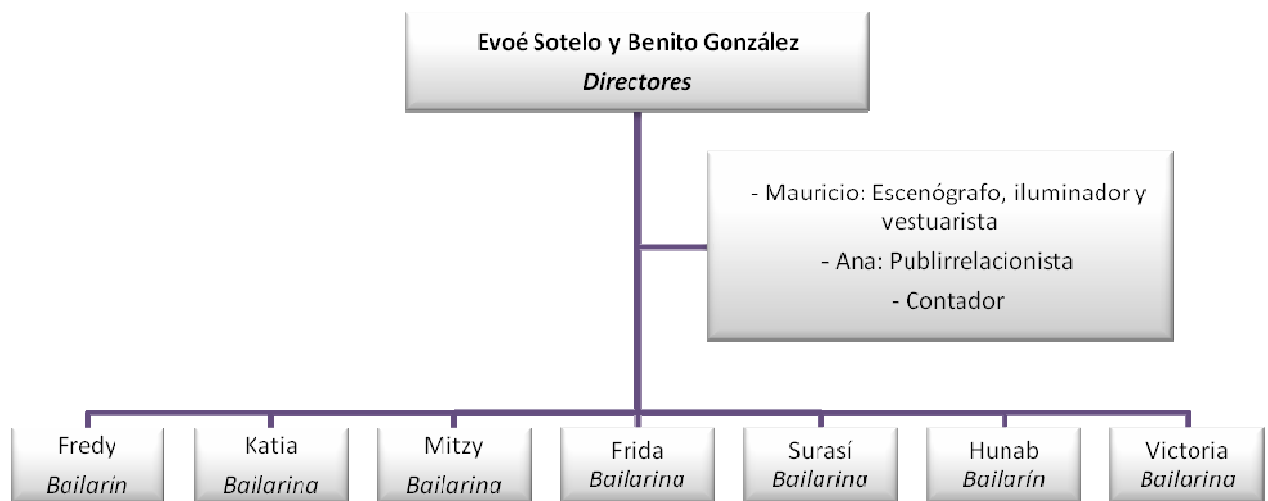 Evoé Sotelo y Benito González
Directores
- Mauricio: Escenógrafo, iluminador y
vestuarista
- Ana: Publirrelacionista
- Contador
Fredy
Bailarín
Katia
Bailarina
Mitzy
Bailarina
Frida
Bailarina
Surasí
Bailarina
Hunab
Bailarín
Victoria
Bailarina